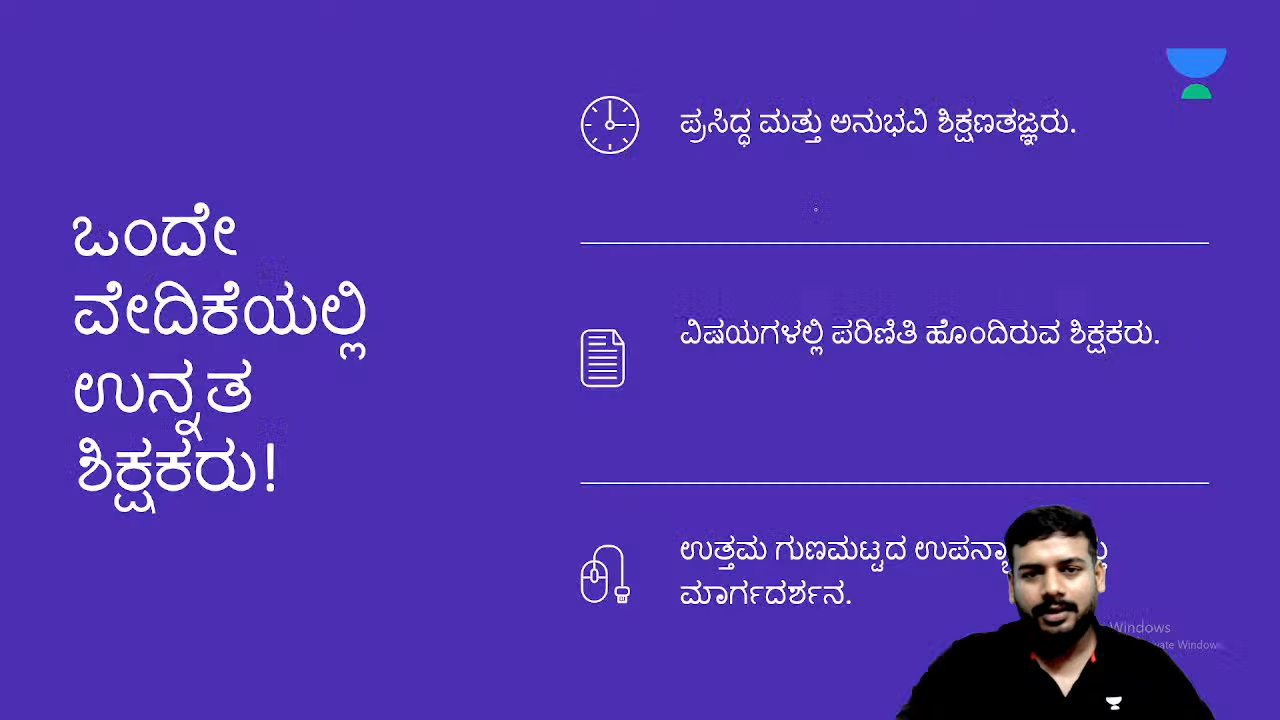 ಒಂದೇ
ವೇದಿಕೆಯಲ್ಲಿ
ಉನ್ನತ
ಶಿಕ್ಷಕರು!
ಪ್ರಸಿದ್ಧ ಮತ್ತು ಅನುಭವಿ ಶಿಕ್ಷಣತಜ್ಞರು.
ವಿಷಯಗಳಲ್ಲಿ ಪರಿಣಿತಿ ಹೊಂದಿರುವ ಶಿಕ್ಷಕರು.
ಉತ್ತಮ ಗುಣಮಟ್ಟದ
ಮಾರ್ಗದರ್ಶನ.
Windows
Window